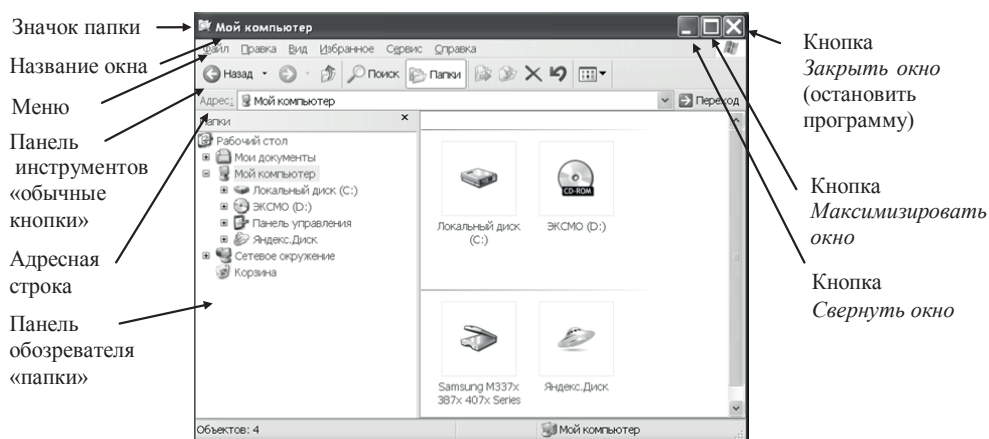 Значок папки
Название окна
Меню
Панель
инструментов
«обычные
кнопки»
Адресная
строка
Панель
обозревателя
«папки»
Мой компьютер
Файл Правка Вид Избранное Сервис Справка
Назад Поиск Папки
Адрес: Мой компьютер Переход
Папки
Рабочий стол
Мои документы
Мой компьютер
Локальный диск (C:)
ЭКСМО (D:)
Панель управления
Яндекс.Диск
Сетевое окружение
Корзина
CD-ROM
Локальный диск
(C:)
ЭКСМО (D:)
Samsung M337x
387x 407x Series
Яндекс.Диск
Объектов: 4 Мой компьютер
Кнопка
Закрыть окно
(остановить
программу)
Кнопка
Максимизировать
окно
Кнопка
Свернуть окно